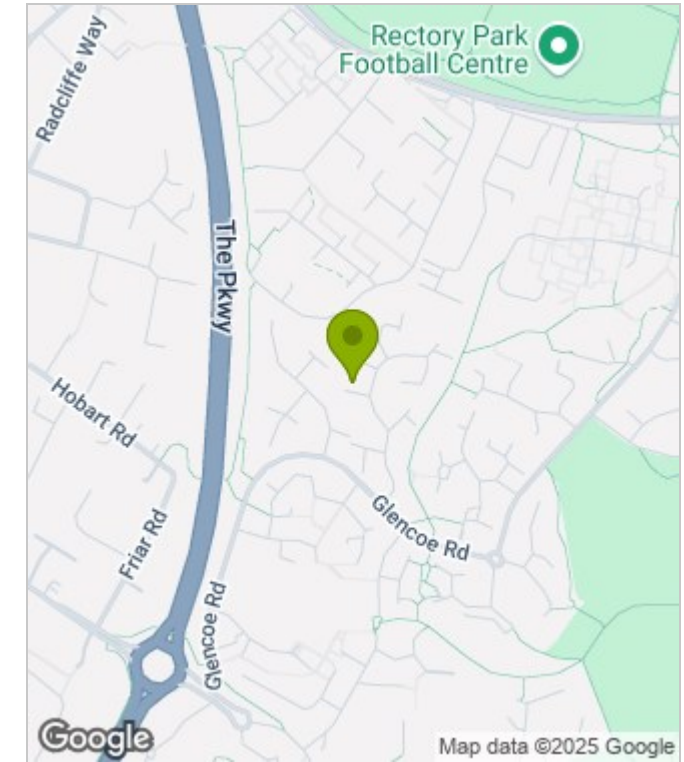 Radcliffe Way
Rectory Park
Football Centre
The Pkwy
Hobart Rd
Friar Rd
Glencoe Rd
Glencoe Rd
Google
Map data ©2025 Google